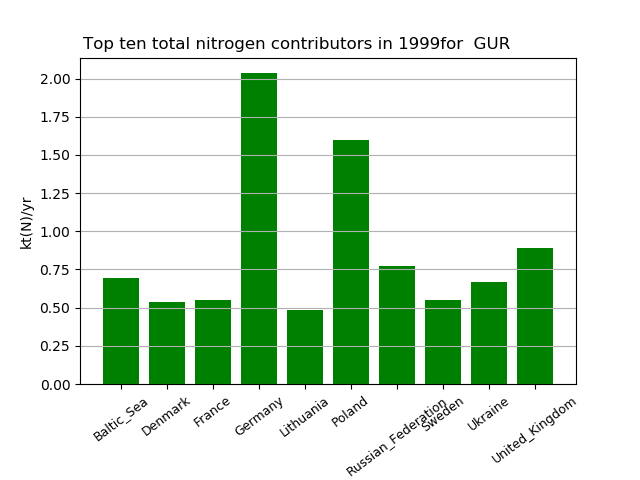 Top ten total nitrogen contributors in 1999for  GUR
kt(N)/yr
2.00
1.75
1.50
1.25
1.00
0.75
0.50
0.25
0.00
Baltic_Sea
Denmark
France
Germany
Lithuania
Poland
Russian_Federation
Sweden
Ukraine
United_Kingdom